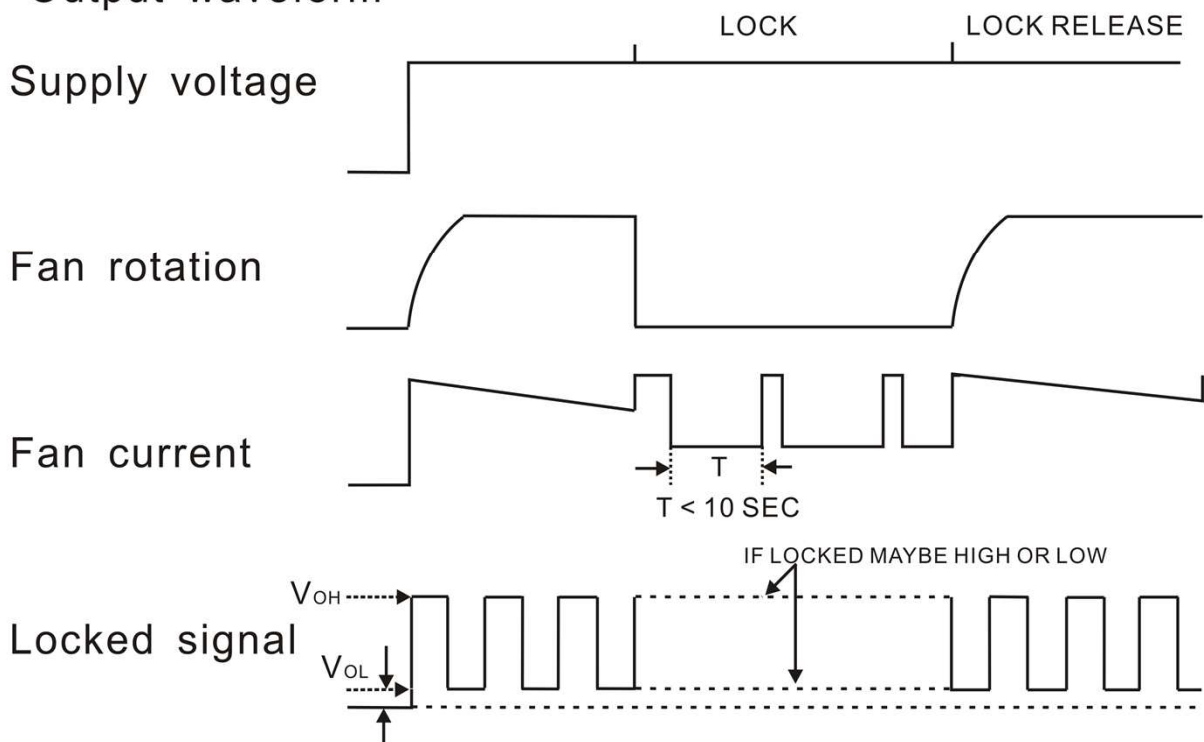 Output waveform
LOCK
LOCK RELEASE
Supply voltage
Fan rotation
Fan current
T
T < 10 SEC
IF LOCKED MAYBE HIGH OR LOW
VOH
Locked signal
VOL